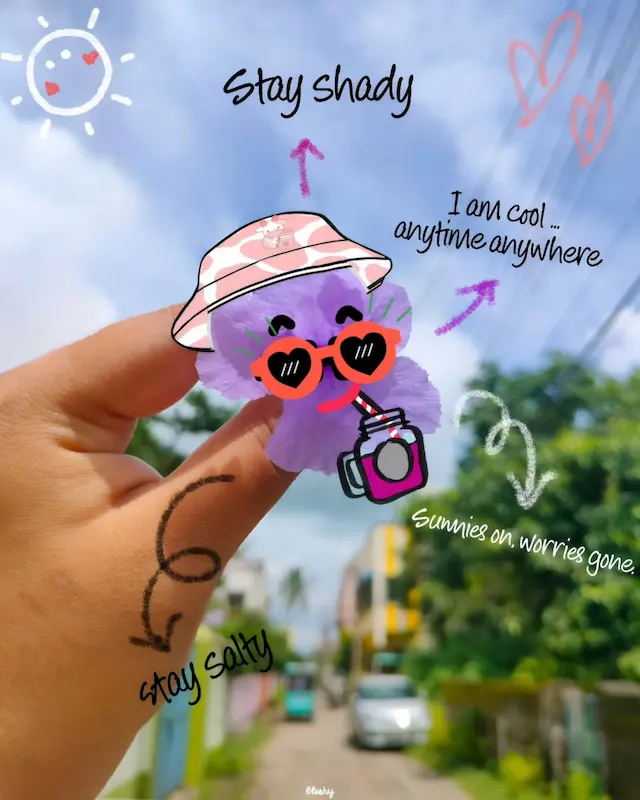 Stay shady
I am cool ...
anytime anywhere
Sunnies on, worries gone.
stay salty
Blushy